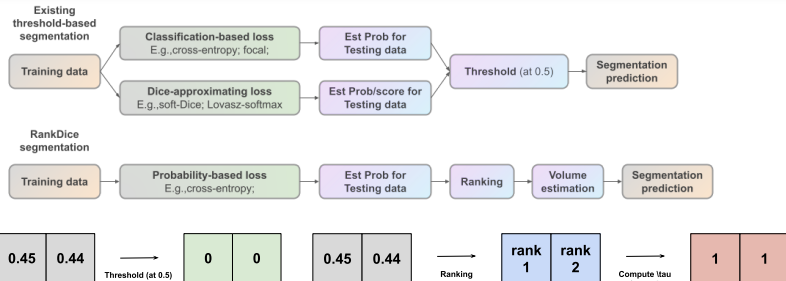 Existing
threshold-based
segmentation
Training data
Classification-based loss
E.g.,cross-entropy; focal;
Est Prob for
Testing data
Dice-approximating loss
E.g.,soft-Dice; Lovasz-softmax
Est Prob/score for
Testing data
Threshold (at 0.5)
Segmentation
prediction
RankDice
segmentation
Training data
Probability-based loss
E.g.,cross-entropy;
Est Prob for
Testing data
Ranking
Volume
estimation
Segmentation
prediction
0.45 0.44
Threshold (at 0.5)
0 0
0.45 0.44
Ranking
rank rank
1 2
Compute \tau
1 1